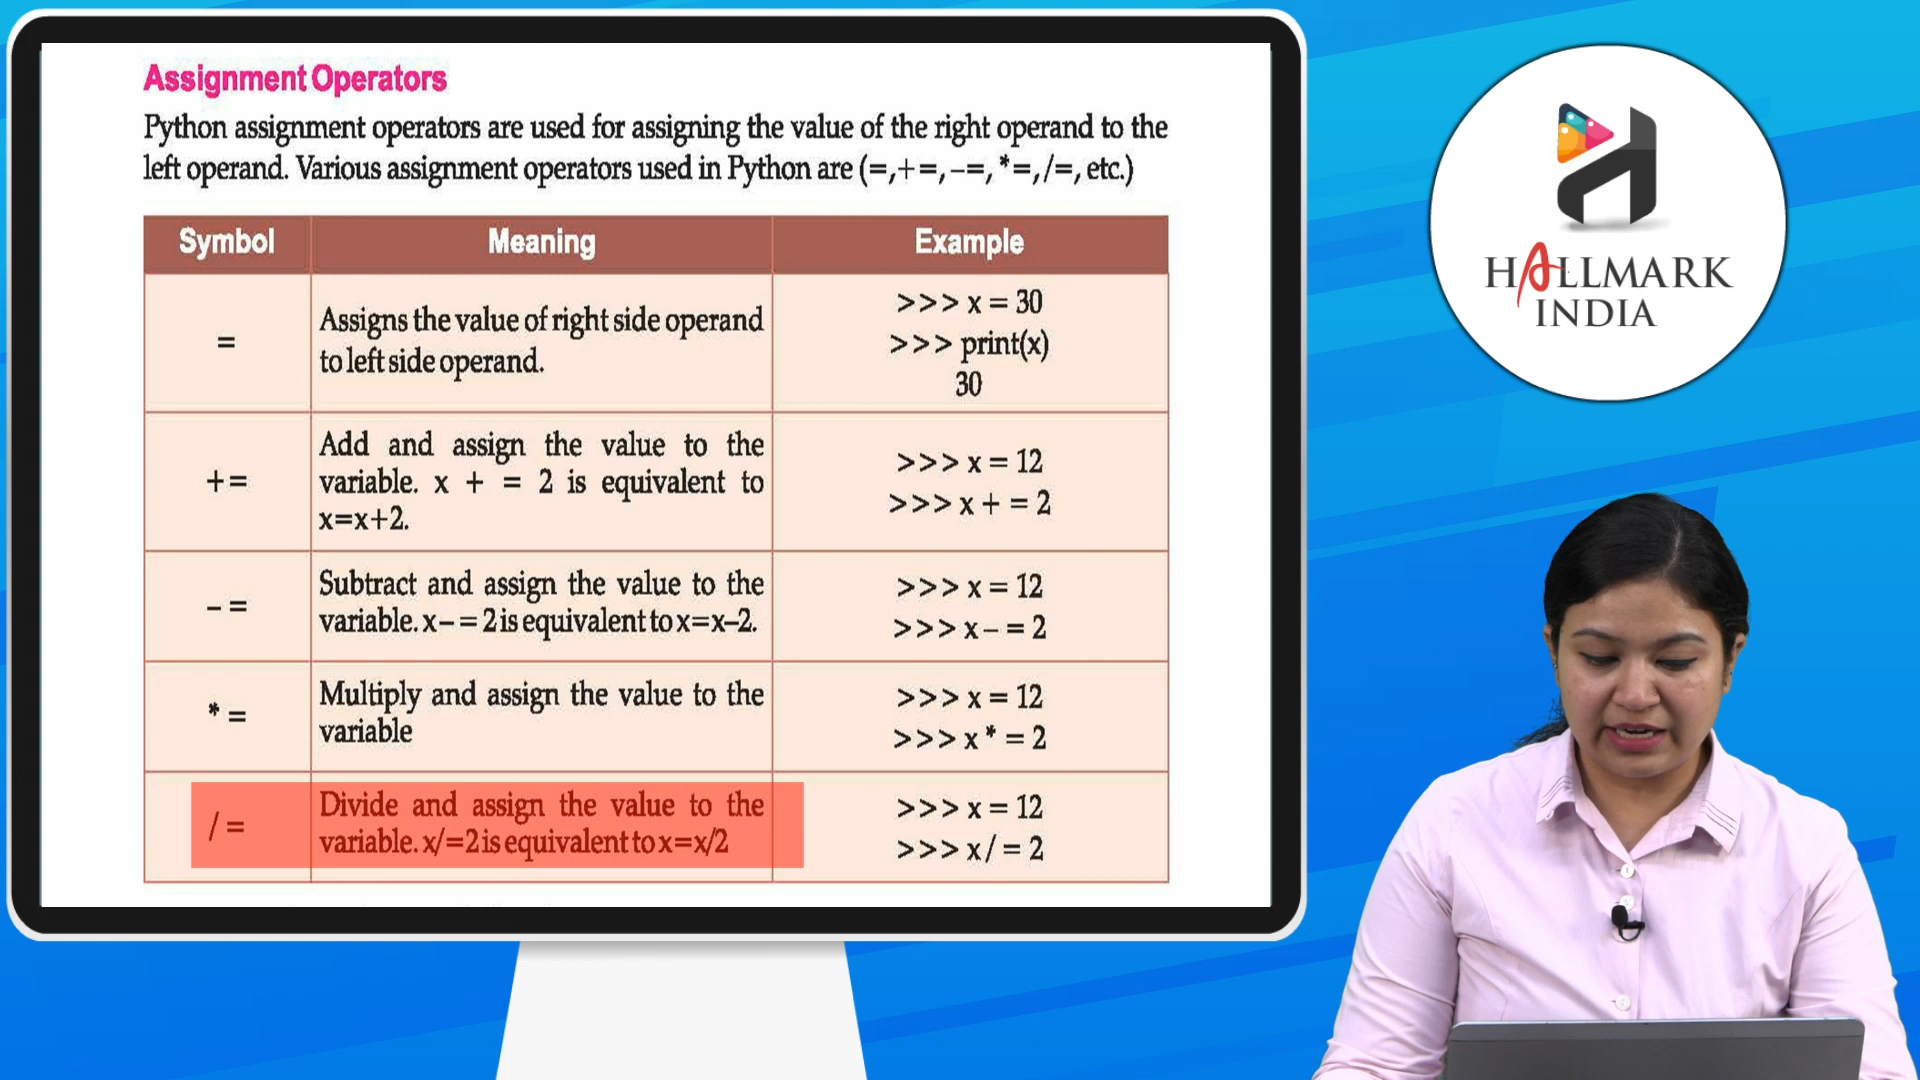 Assignment Operators
Python assignment operators are used for assigning the value of the right operand to the
left operand. Various assignment operators used in Python are (=,+=,–=,*=,/=, etc.)
Symbol Meaning Example
=
Assigns the value of right side operand
to left side operand.
>>> x = 30
>>> print(x)
30
+=
Add and assign the value to the
variable. x + = 2 is equivalent to
x=x+2.
>>> x = 12
>>> x + = 2
– =
Subtract and assign the value to the
variable. x– = 2 is equivalent to x=x–2.
>>> x = 12
>>> x – = 2
* =
Multiply and assign the value to the
variable
>>> x = 12
>>> x * = 2
/ =
Divide and assign the value to the
variable. x/=2 is equivalent to x=x/2
>>> x = 12
>>> x / = 2
HALLMARK
INDIA